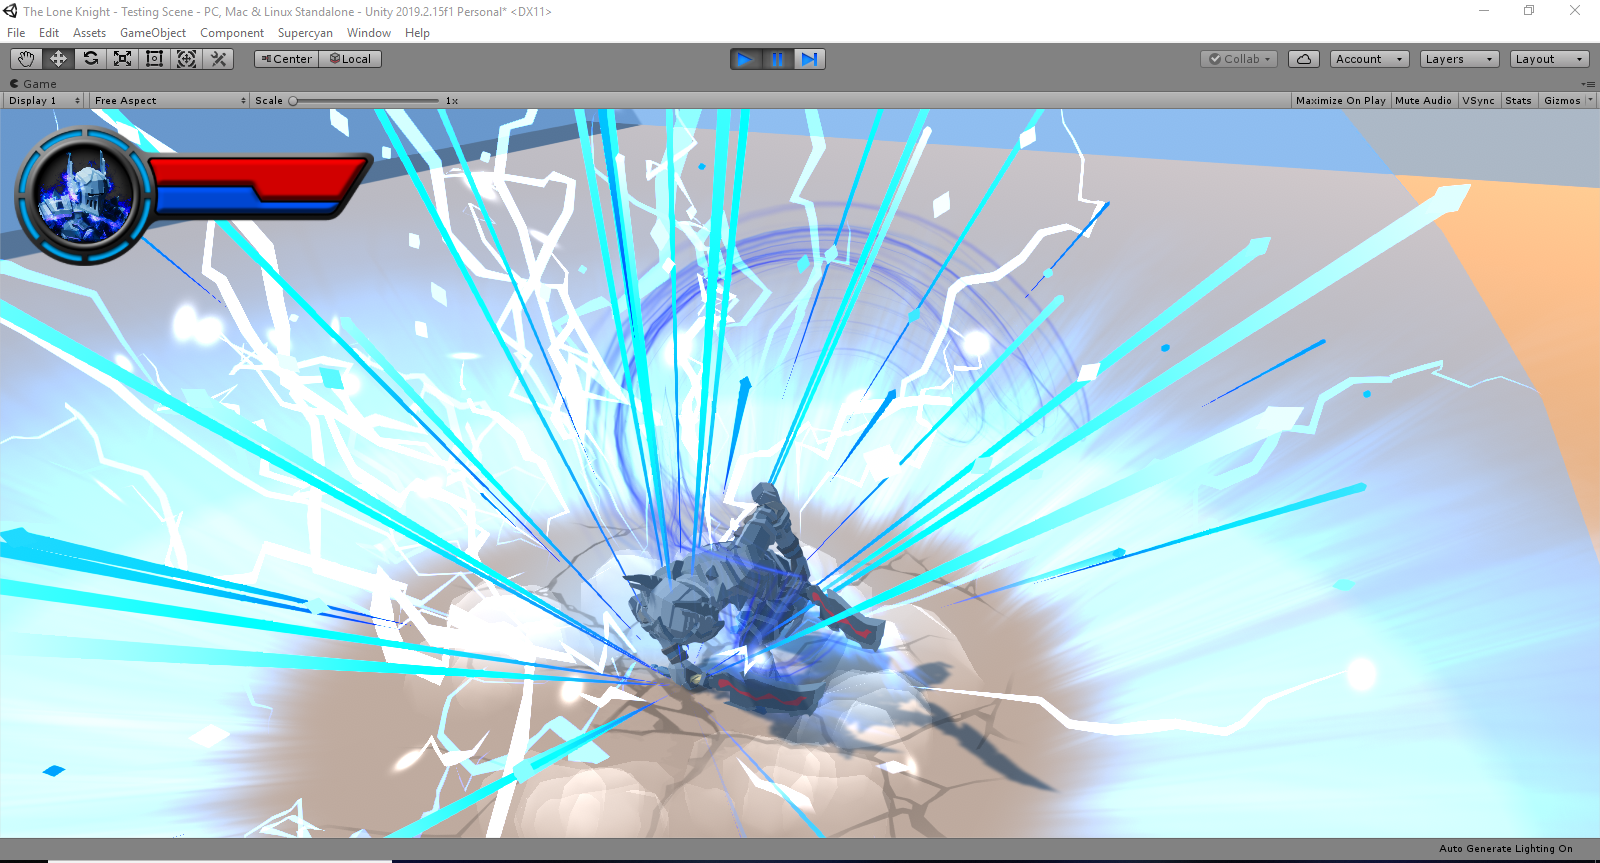 The Lone Knight - Testing Scene - PC, Mac & Linux Standalone - Unity 2019.2.15f1 Personal* <DX11>
File Edit Assets GameObject Component Supercyan Window Help
Center Local Collab Account Layers Layout
Game
Display 1 Free Aspect Scale 1x Maximize On Play Mute Audio VSync Stats Gizmos
Auto Generate Lighting On